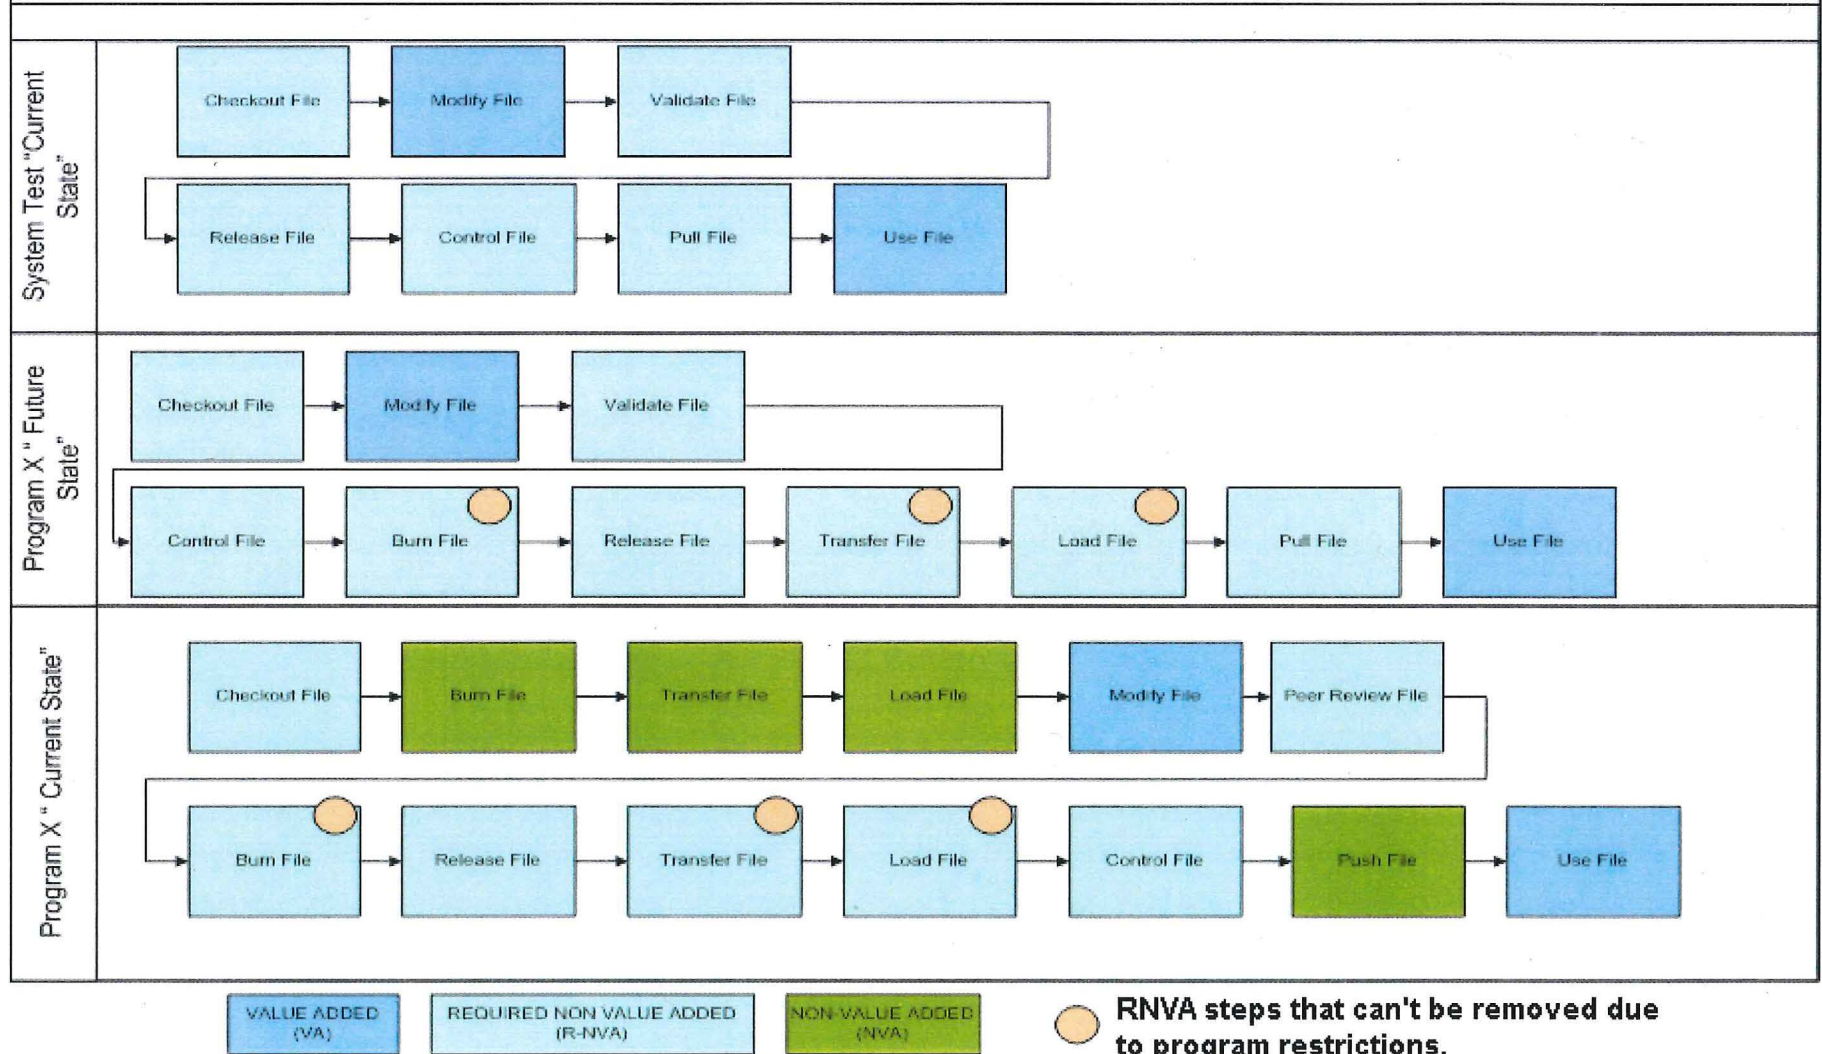 System Test "Current
State"
Checkout File
Modify File
Validate File
Release File
Control File
Pull File
Use File
Program X " Future
State"
Checkout File
Modify File
Validate File
Control File
Burn File
Release File
Transfer File
Load File
Pull File
Use File
Program X " Current State"
Checkout File
Burn File
Transfer File
Load File
Modify File
Peer Review File
Burn File
Release File
Transfer File
Load File
Control File
Push File
Use File
VALUE ADDED
(VA)
REQUIRED NON VALUE ADDED
(R-NVA)
NON-VALUE ADDED
(NVA)
RNVA steps that can't be removed due
to program restrictions.